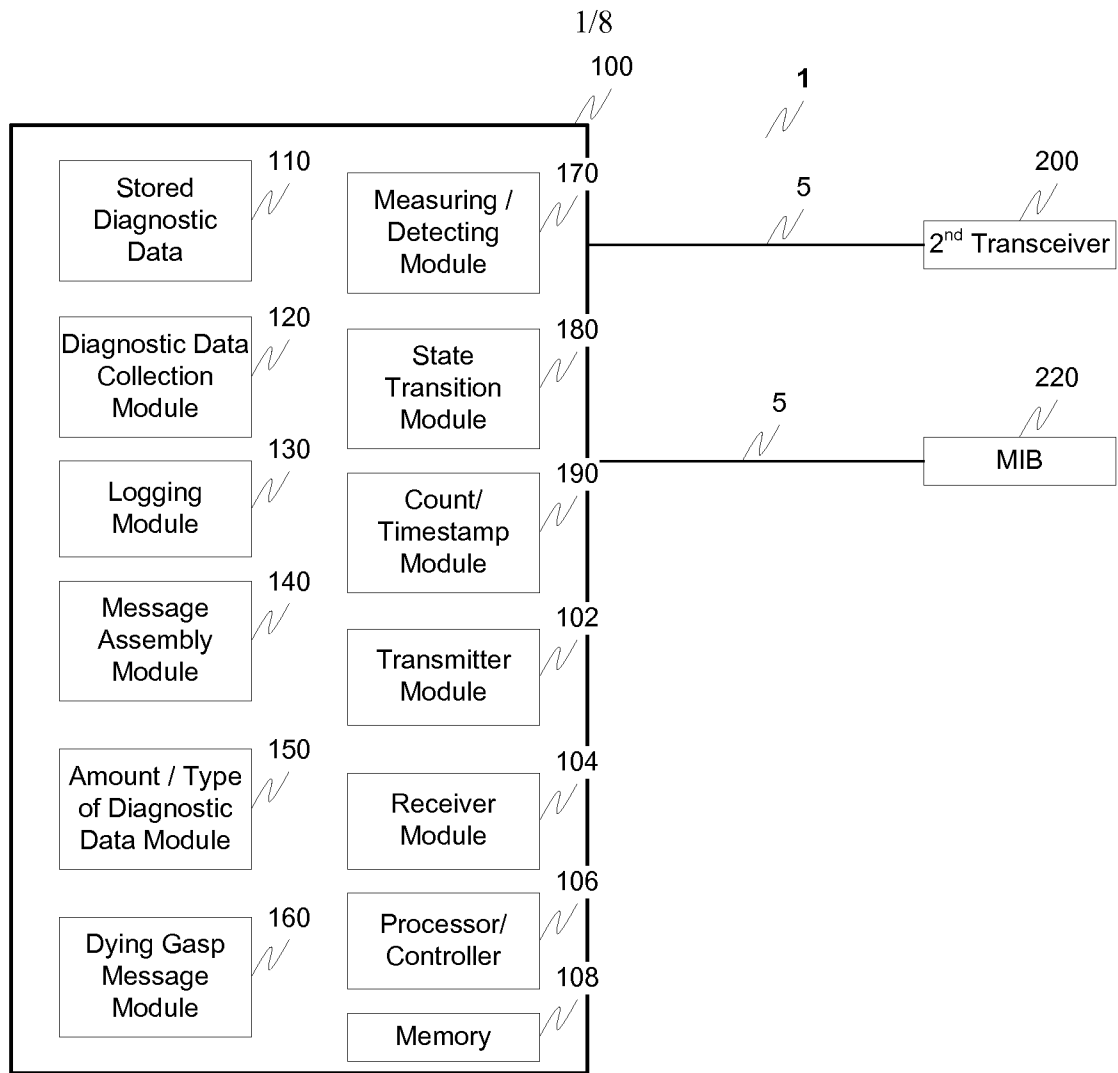 1/8
100
1
110
Stored
Diagnostic
Data
170
Measuring /
Detecting
Module
5
200
2nd Transceiver
120
Diagnostic Data
Collection
Module
180
State
Transition
Module
5
220
MIB
130
Logging
Module
190
Count/
Timestamp
Module
140
Message
Assembly
Module
102
Transmitter
Module
150
Amount / Type
of Diagnostic
Data Module
104
Receiver
Module
160
Dying Gasp
Message
Module
106
Processor/
Controller
108
Memory